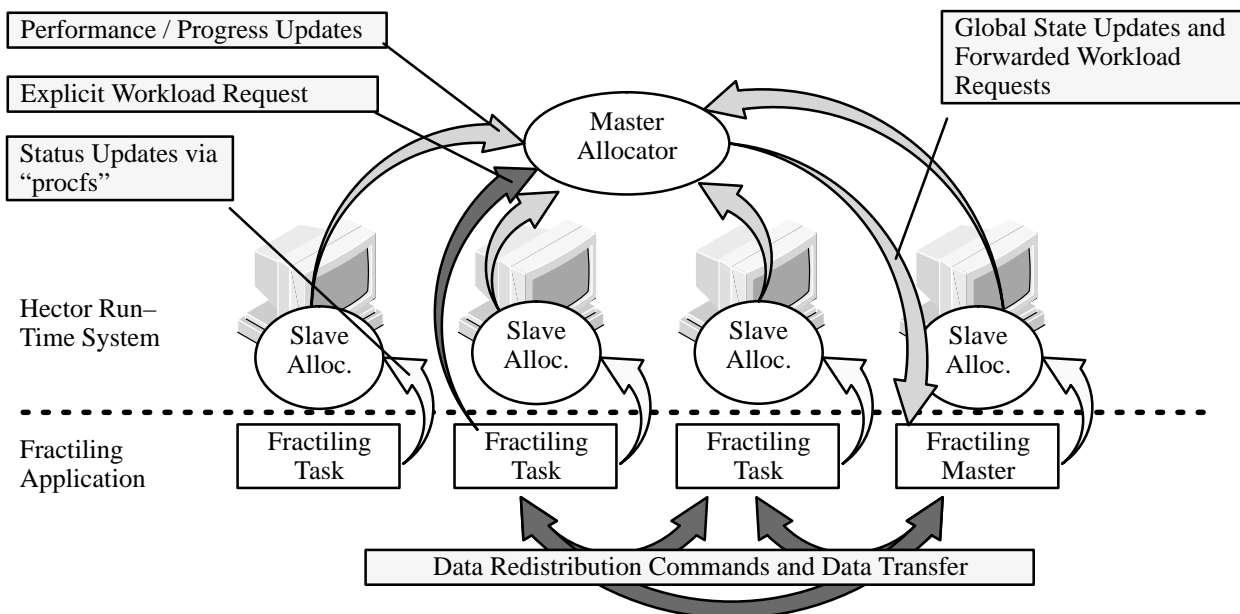 Performance / Progress Updates
Explicit Workload Request
Status Updates via
“procfs”
Global State Updates and
Forwarded Workload
Requests
Master
Allocator
Hector Run–
Time System
Slave
Alloc.
Slave
Alloc.
Slave
Alloc.
Slave
Alloc.
Fractiling
Application
Fractiling
Task
Fractiling
Task
Fractiling
Task
Fractiling
Master
Data Redistribution Commands and Data Transfer